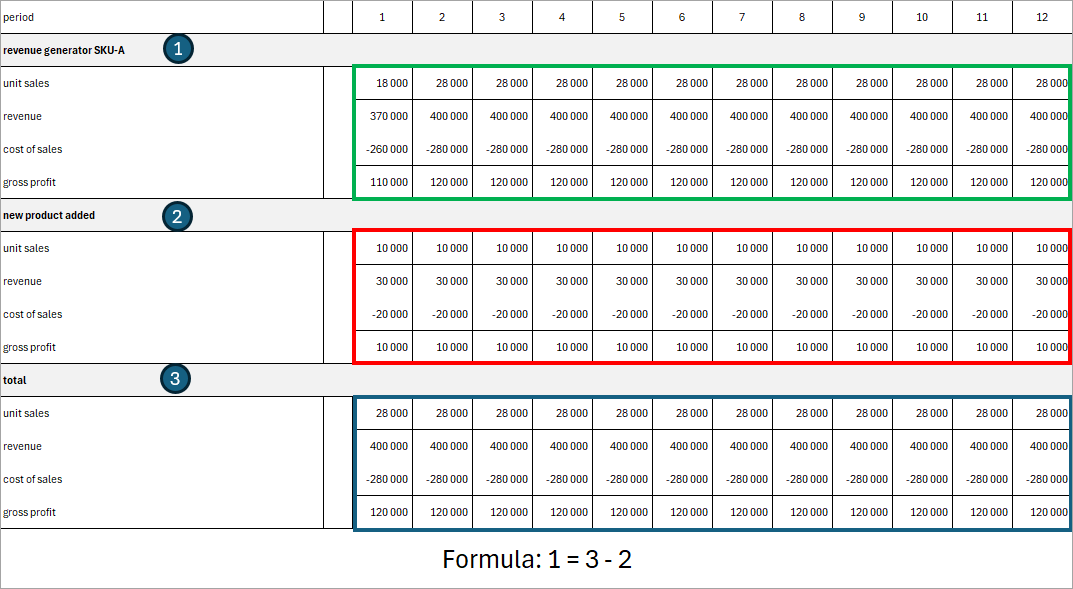 period 1 2 3 4 5 6 7 8 9 10 11 12
revenue generator SKU-A 1
unit sales 18 000 28 000 28 000 28 000 28 000 28 000 28 000 28 000 28 000 28 000 28 000 28 000
revenue 370 000 400 000 400 000 400 000 400 000 400 000 400 000 400 000 400 000 400 000 400 000 400 000
cost of sales -260 000 -280 000 -280 000 -280 000 -280 000 -280 000 -280 000 -280 000 -280 000 -280 000 -280 000 -280 000
gross profit 110 000 120 000 120 000 120 000 120 000 120 000 120 000 120 000 120 000 120 000 120 000 120 000
new product added 2
unit sales 10 000 10 000 10 000 10 000 10 000 10 000 10 000 10 000 10 000 10 000 10 000 10 000
revenue 30 000 30 000 30 000 30 000 30 000 30 000 30 000 30 000 30 000 30 000 30 000 30 000
cost of sales -20 000 -20 000 -20 000 -20 000 -20 000 -20 000 -20 000 -20 000 -20 000 -20 000 -20 000 -20 000
gross profit 10 000 10 000 10 000 10 000 10 000 10 000 10 000 10 000 10 000 10 000 10 000 10 000
total 3
unit sales 28 000 28 000 28 000 28 000 28 000 28 000 28 000 28 000 28 000 28 000 28 000 28 000
revenue 400 000 400 000 400 000 400 000 400 000 400 000 400 000 400 000 400 000 400 000 400 000 400 000
cost of sales -280 000 -280 000 -280 000 -280 000 -280 000 -280 000 -280 000 -280 000 -280 000 -280 000 -280 000 -280 000
gross profit 120 000 120 000 120 000 120 000 120 000 120 000 120 000 120 000 120 000 120 000 120 000 120 000
Formula: 1 = 3 - 2